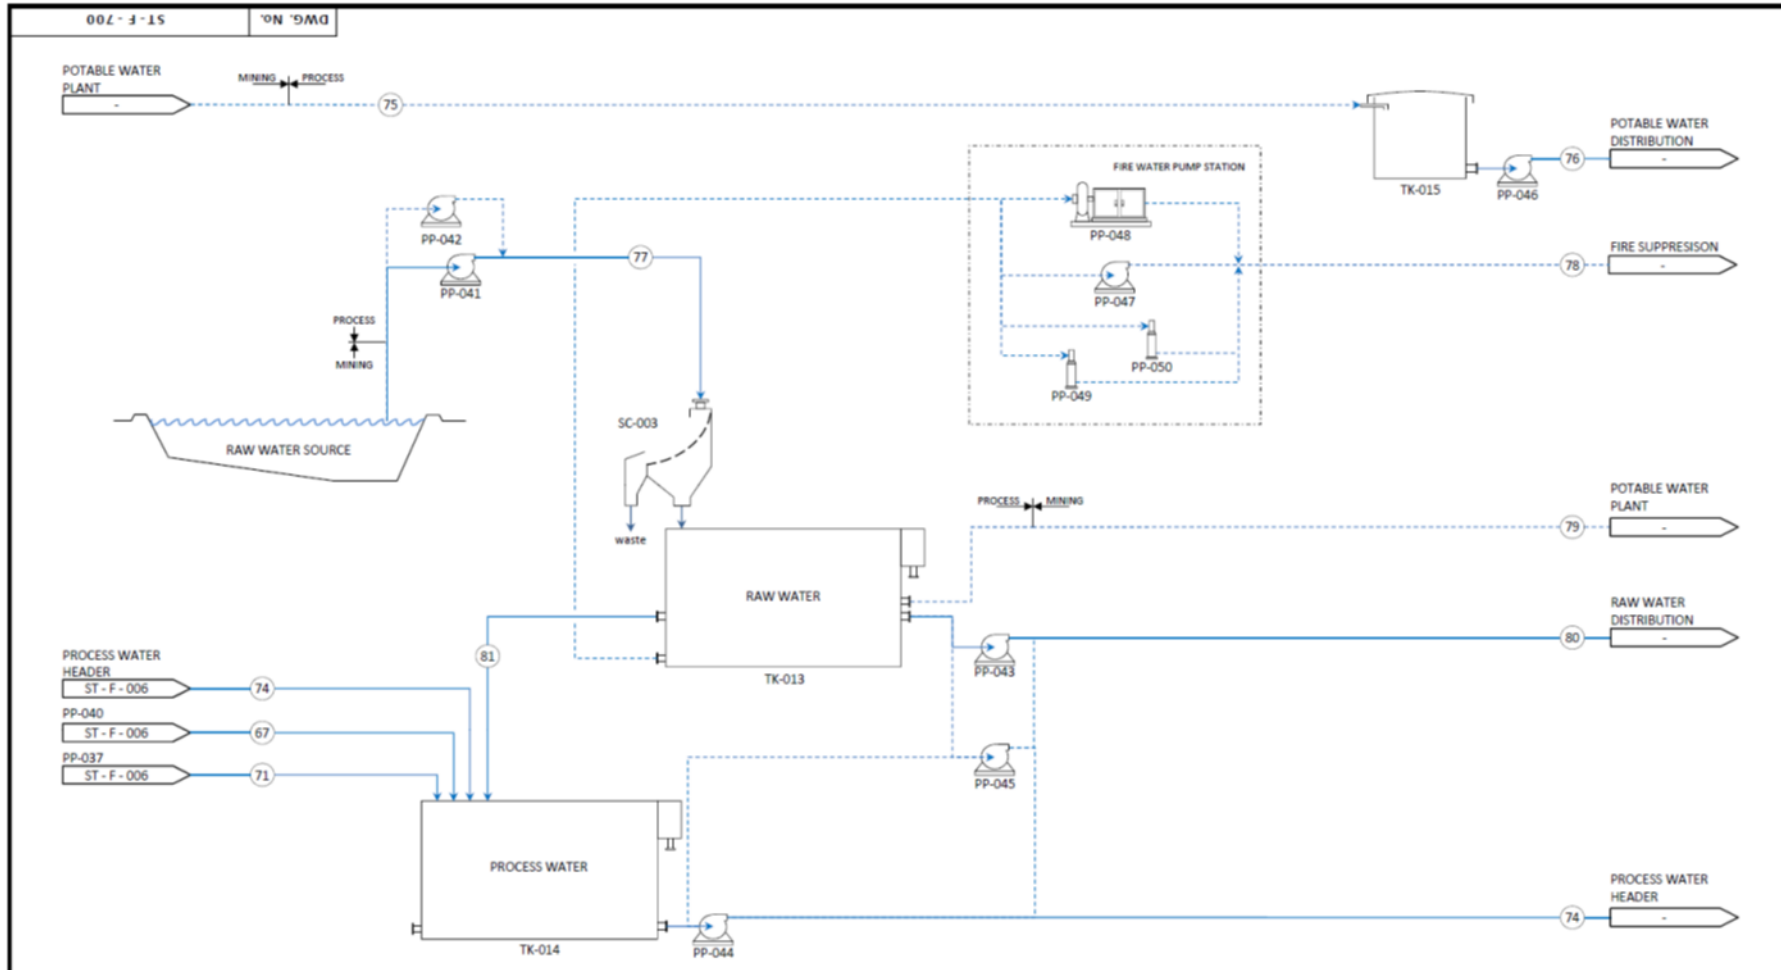 ST - F - 700
DWG. No.
POTABLE WATER
PLANT
-
MINING
PROCESS
75
POTABLE WATER
DISTRIBUTION
-
76
TK-015
PP-046
FIRE WATER PUMP STATION
PP-048
PP-042
77
PP-041
FIRE SUPPRESISON
-
78
PP-047
PROCESS
MINING
PP-050
PP-049
SC-003
RAW WATER SOURCE
waste
PROCESS
MINING
POTABLE WATER
PLANT
-
79
RAW WATER
RAW WATER
DISTRIBUTION
-
80
PP-043
TK-013
81
PROCESS WATER
HEADER
ST - F - 006
74
PP-040
ST - F - 006
67
PP-037
ST - F - 006
71
PP-045
PROCESS WATER
TK-014
PP-044
PROCESS WATER
HEADER
-
74